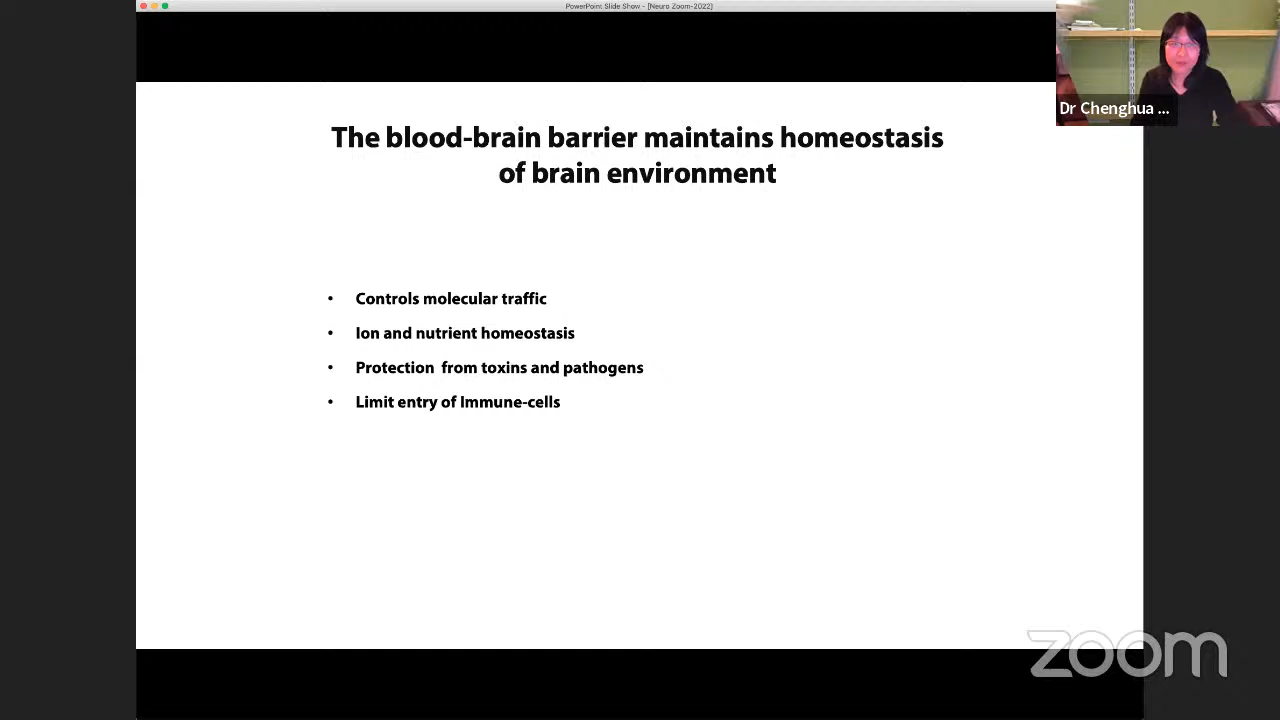 PowerPoint Slide Show - [Neuro Zoom-2022]
Dr Chenghua ...
The blood-brain barrier maintains homeostasis
of brain environment
• Controls molecular traffic
• Ion and nutrient homeostasis
• Protection from toxins and pathogens
• Limit entry of Immune-cells
zoom